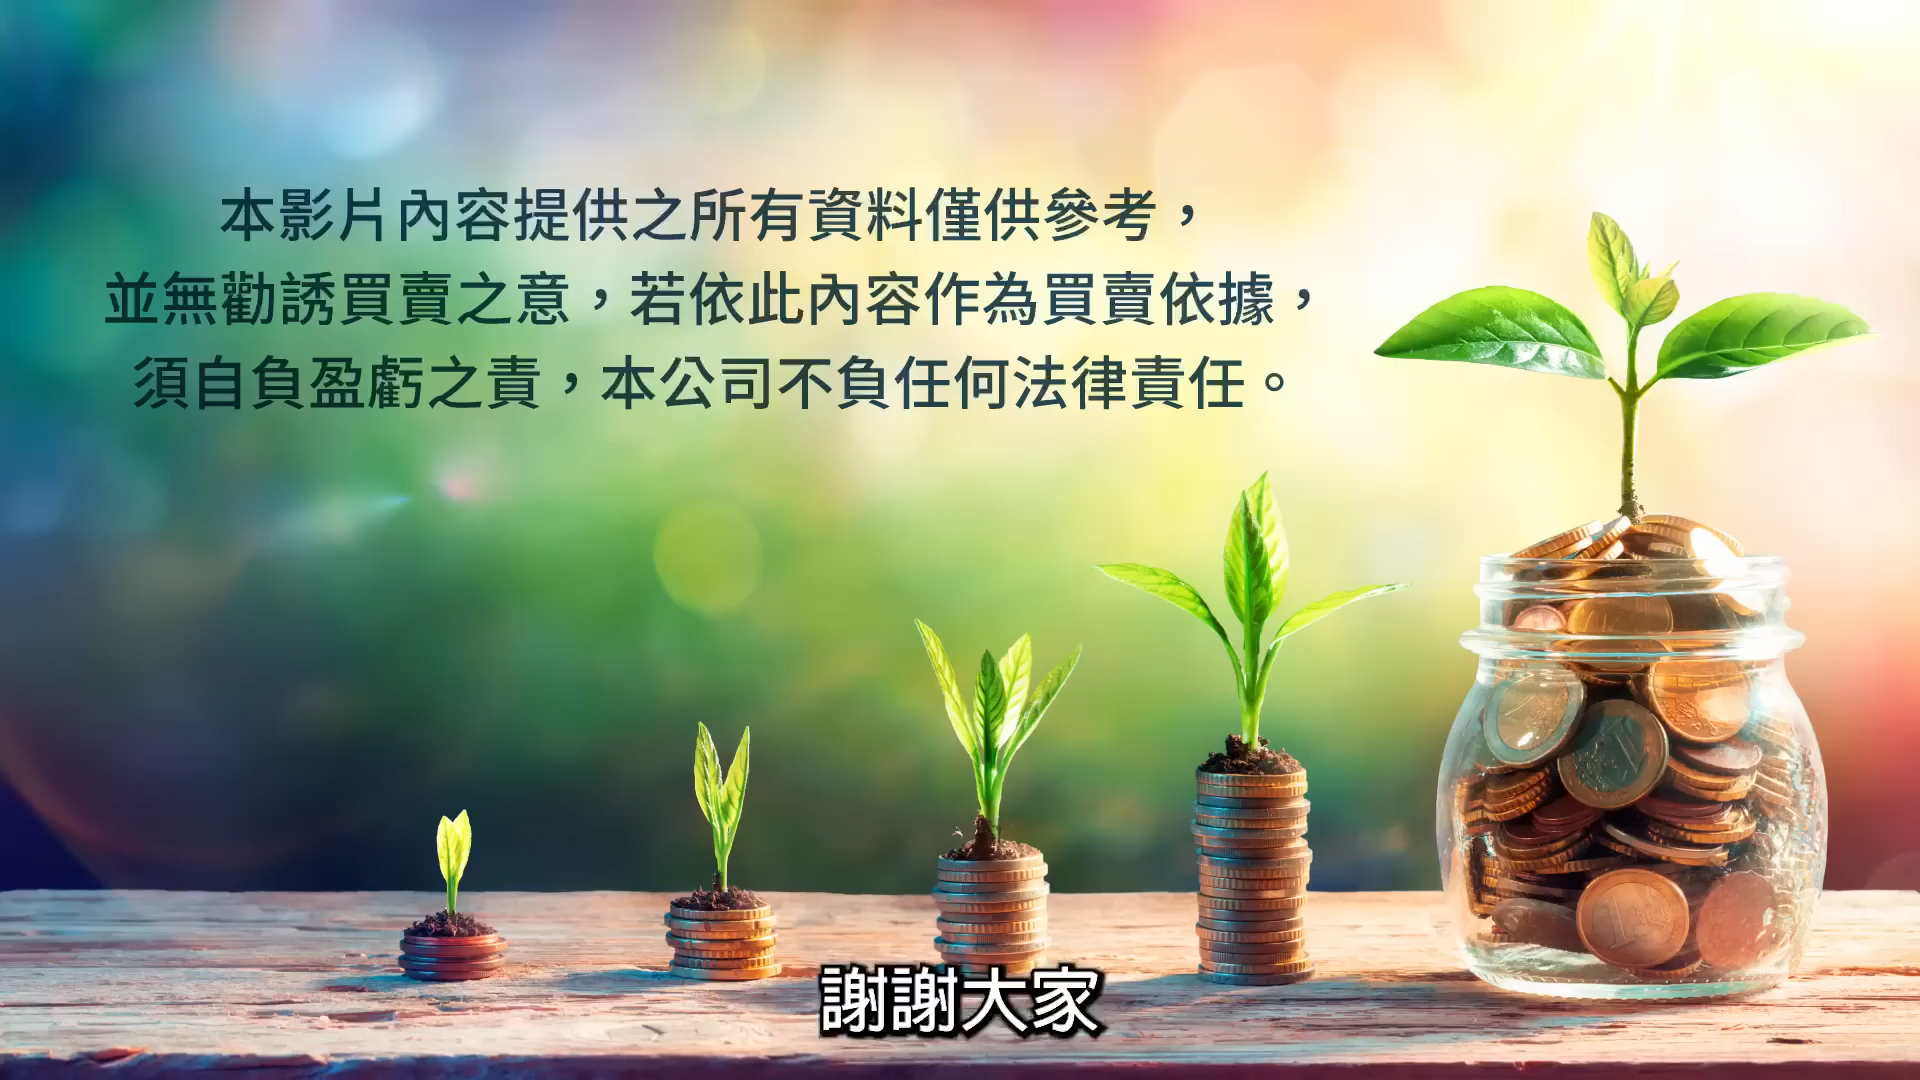 本影片內容提供之所有資料僅供參考，
並無勸誘買賣之意，若依此內容作為買賣依據，
須自負盈虧之責，本公司不負任何法律責任。
謝謝大家